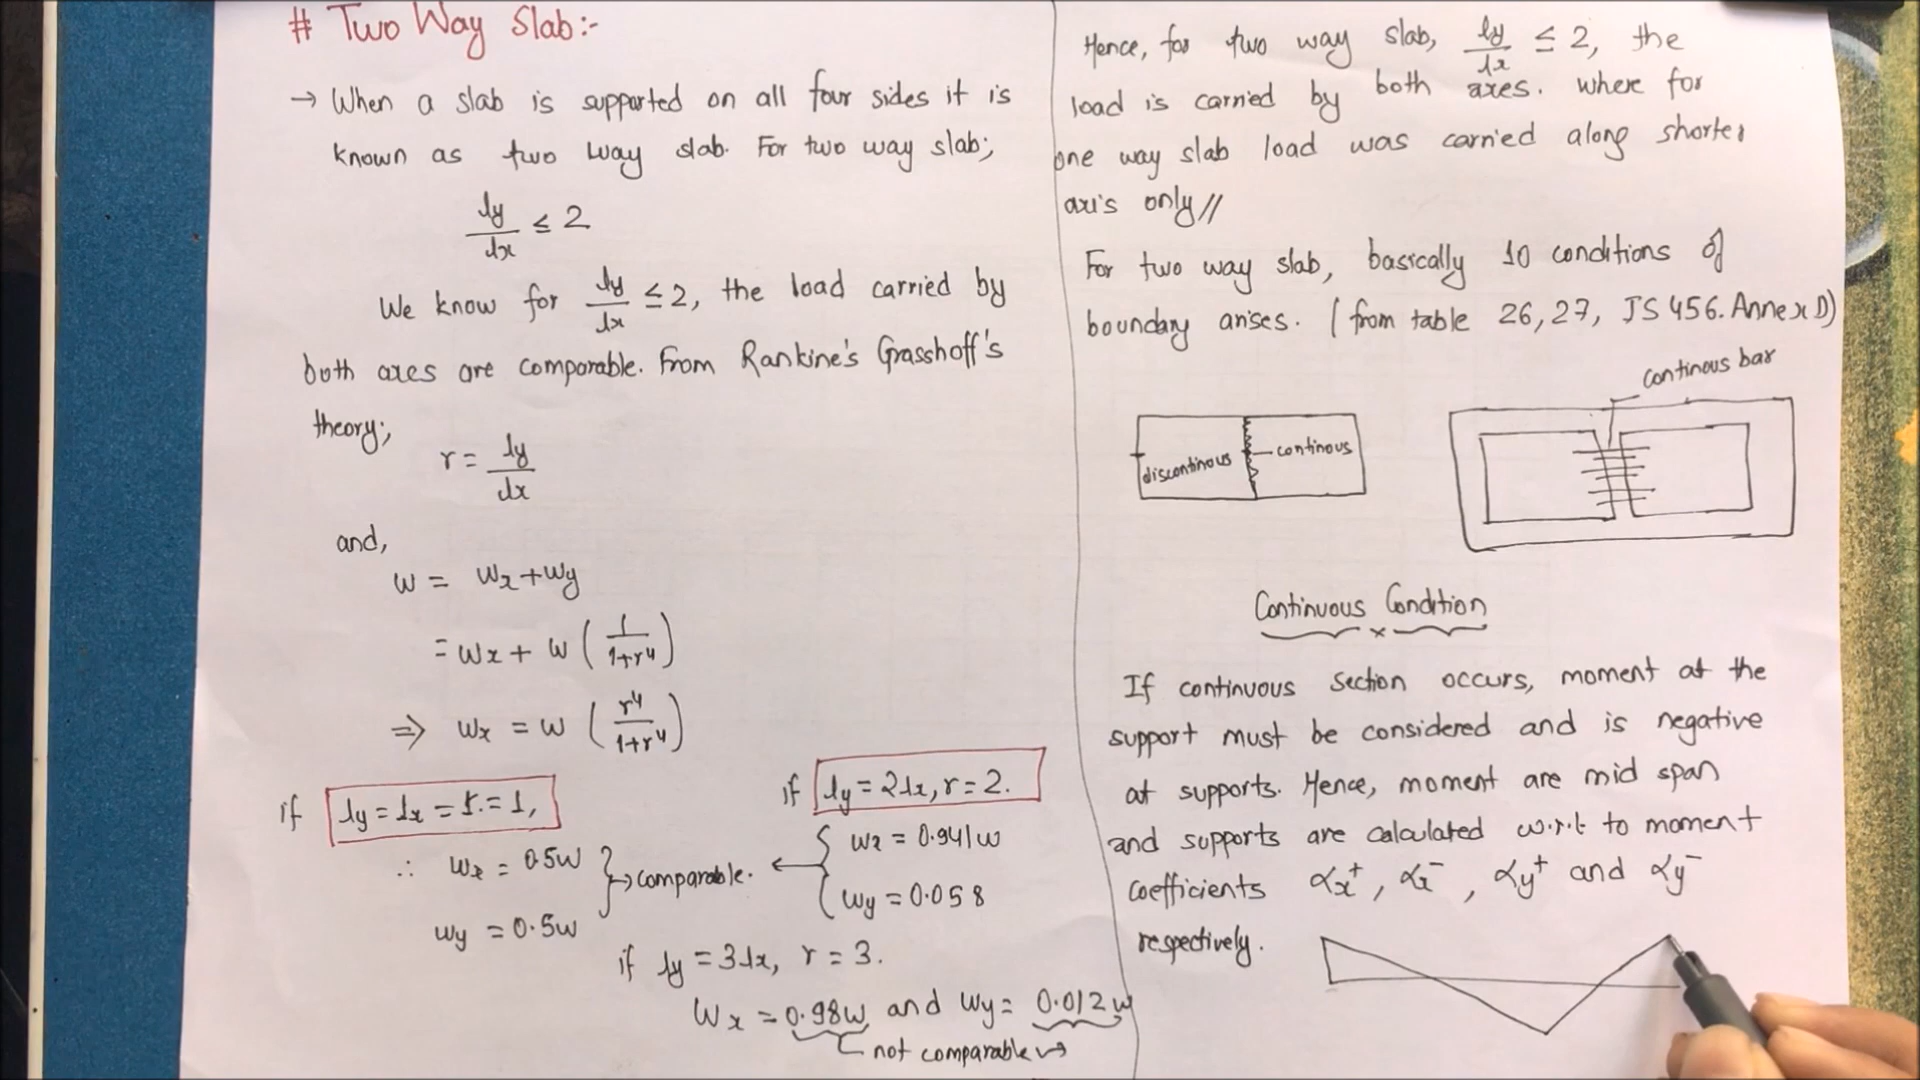 # Two Way Slab:-
→ When a slab is supported on all four sides it is
known as two way slab. For two way slab;
ly/lx ≤ 2
We know for ly/lx ≤ 2, the load carried by
both axes are comparable. From Rankine's Grasshoff's
theory;
r = ly/lx
and,
w = wx + wy
= wx + w (1/(1+r⁴))
⇒ wx = w (r⁴/(1+r⁴))
if ly = lx = r = 1,
∴ wx = 0.5w
wy = 0.5w
→ comparable.
if ly = 2lx, r = 2.
wx = 0.941w
wy = 0.058
if ly = 3lx, r = 3.
Wx = 0.98w and wy = 0.012w
not comparable
Hence, for two way slab, ly/lx ≤ 2, the
load is carried by both axes. where for
one way slab load was carried along shorter
axis only//
For two way slab, basically 10 conditions of
boundary arises. (from table 26, 27, IS 456. Annex D)
discontinous
continous
continous bar
Continuous Condition
If continuous section occurs, moment at the
support must be considered and is negative
at supports. Hence, moment are mid span
and supports are calculated w.r.t to moment
coefficients αx⁺, αx⁻, αy⁺ and αy⁻
respectively.